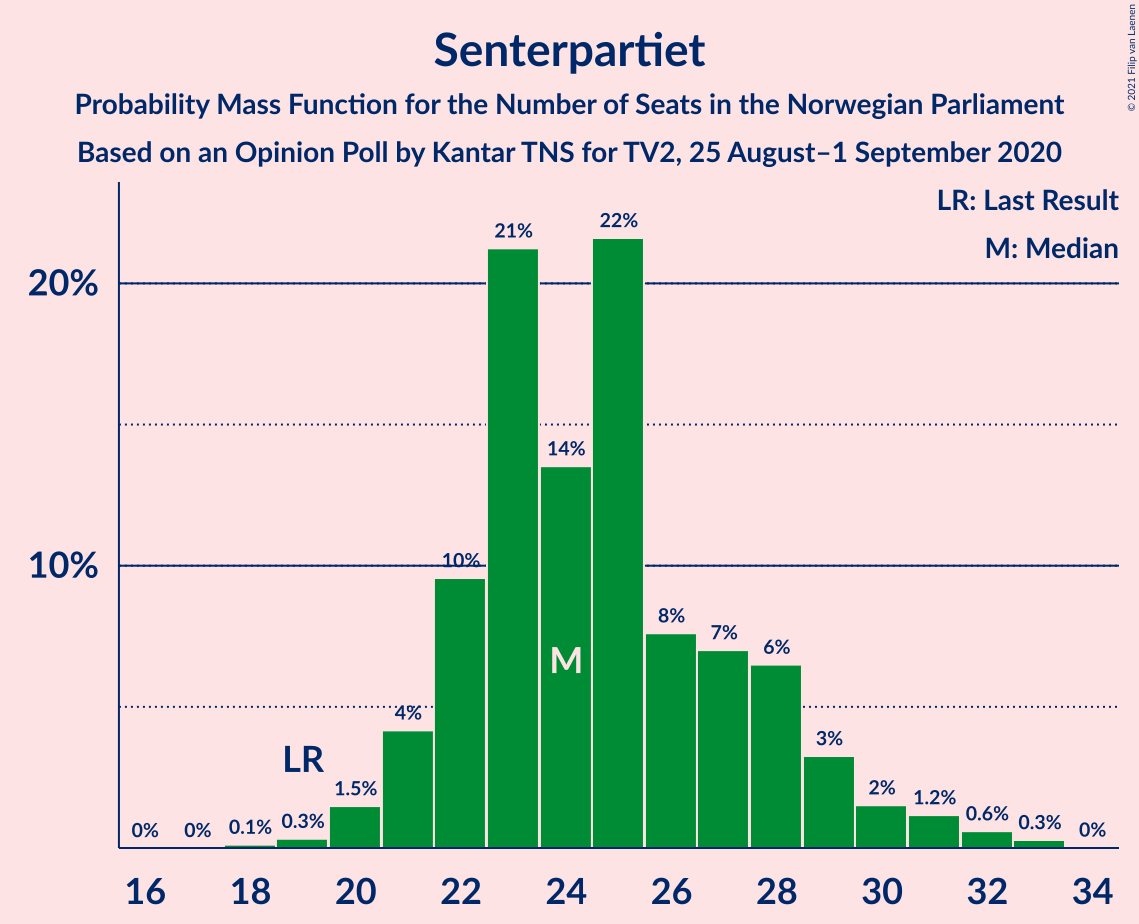 Senterpartiet
Probability Mass Function for the Number of Seats in the Norwegian Parliament
Based on an Opinion Poll by Kantar TNS for TV2, 25 August–1 September 2020
© 2021 Filip van Laenen
LR: Last Result
M: Median
20%
10%
0% 0% 0.1% 0.3% 1.5% 4% 10% 21% 14% 22% 8% 7% 6% 3% 2% 1.2% 0.6% 0.3% 0%
LR
M
16 18 20 22 24 26 28 30 32 34